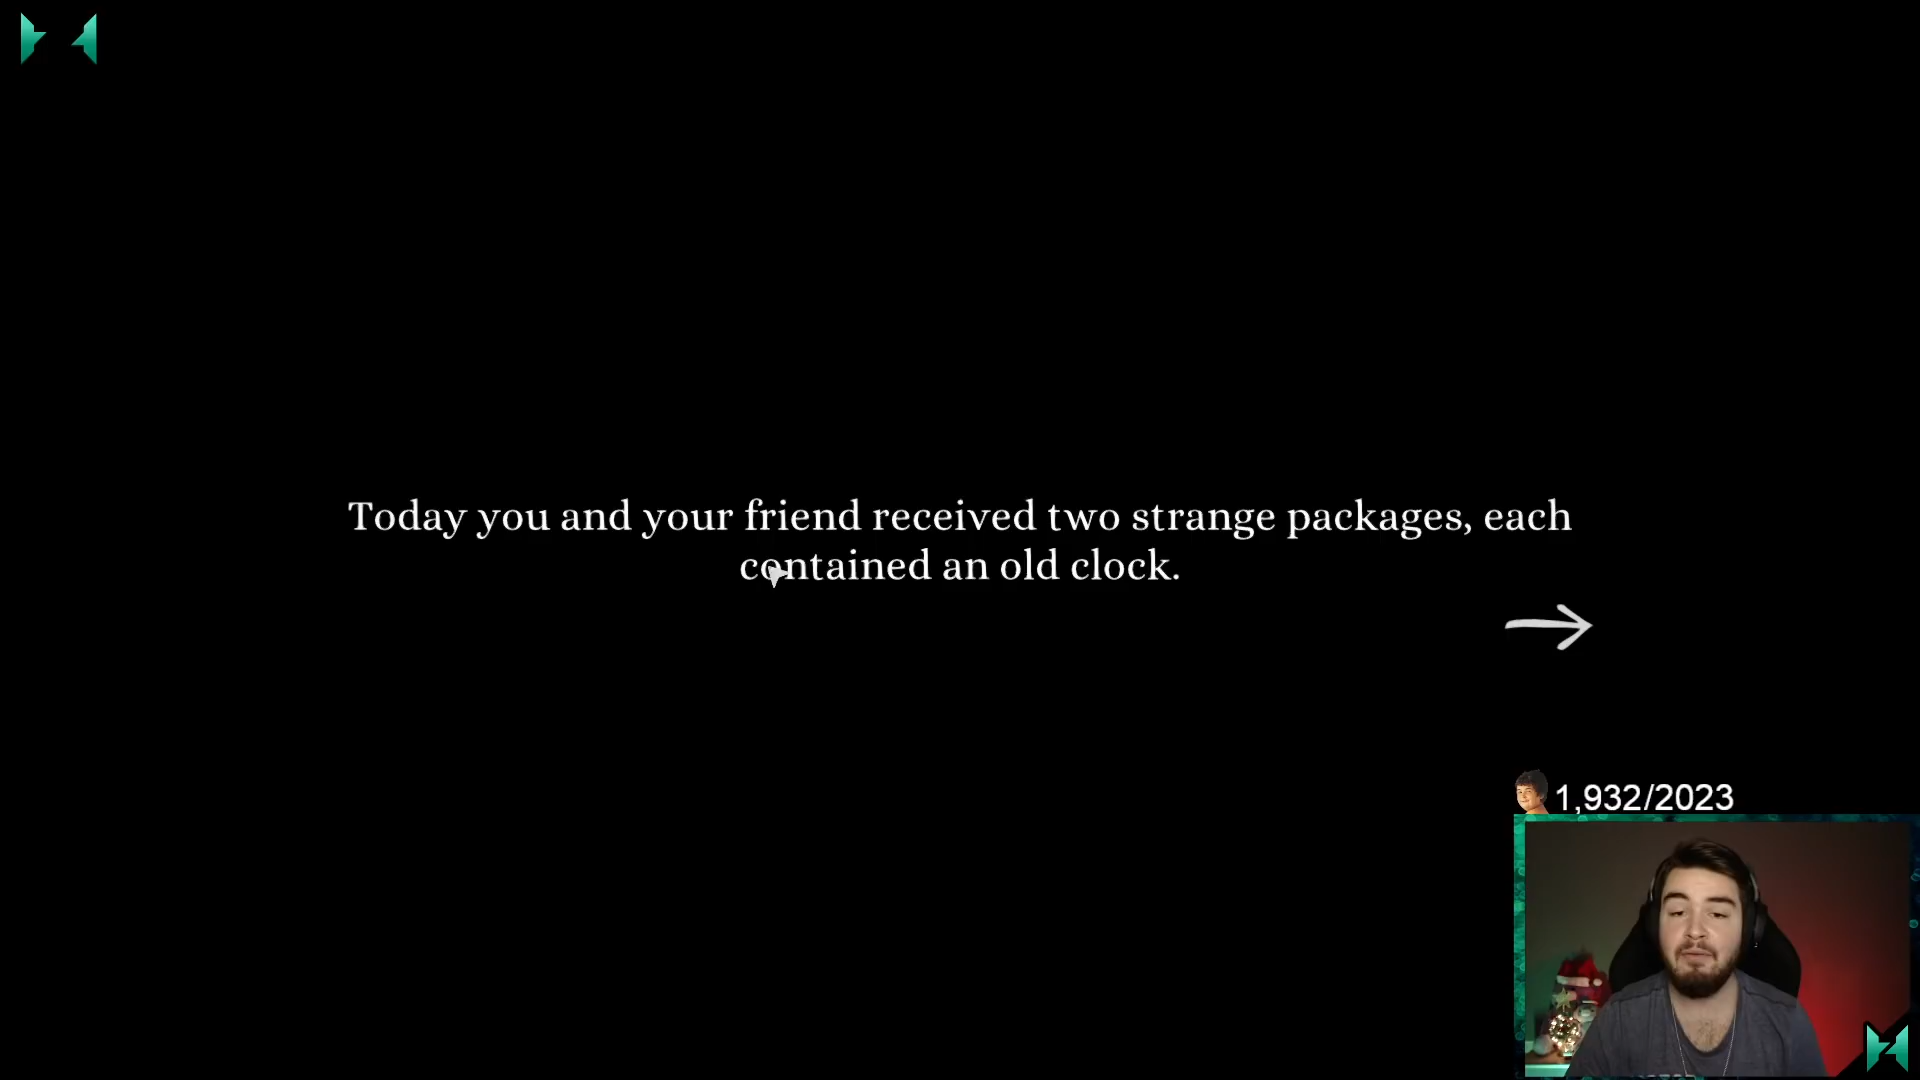 Today you and your friend received two strange packages, each
contained an old clock.
1,932/2023